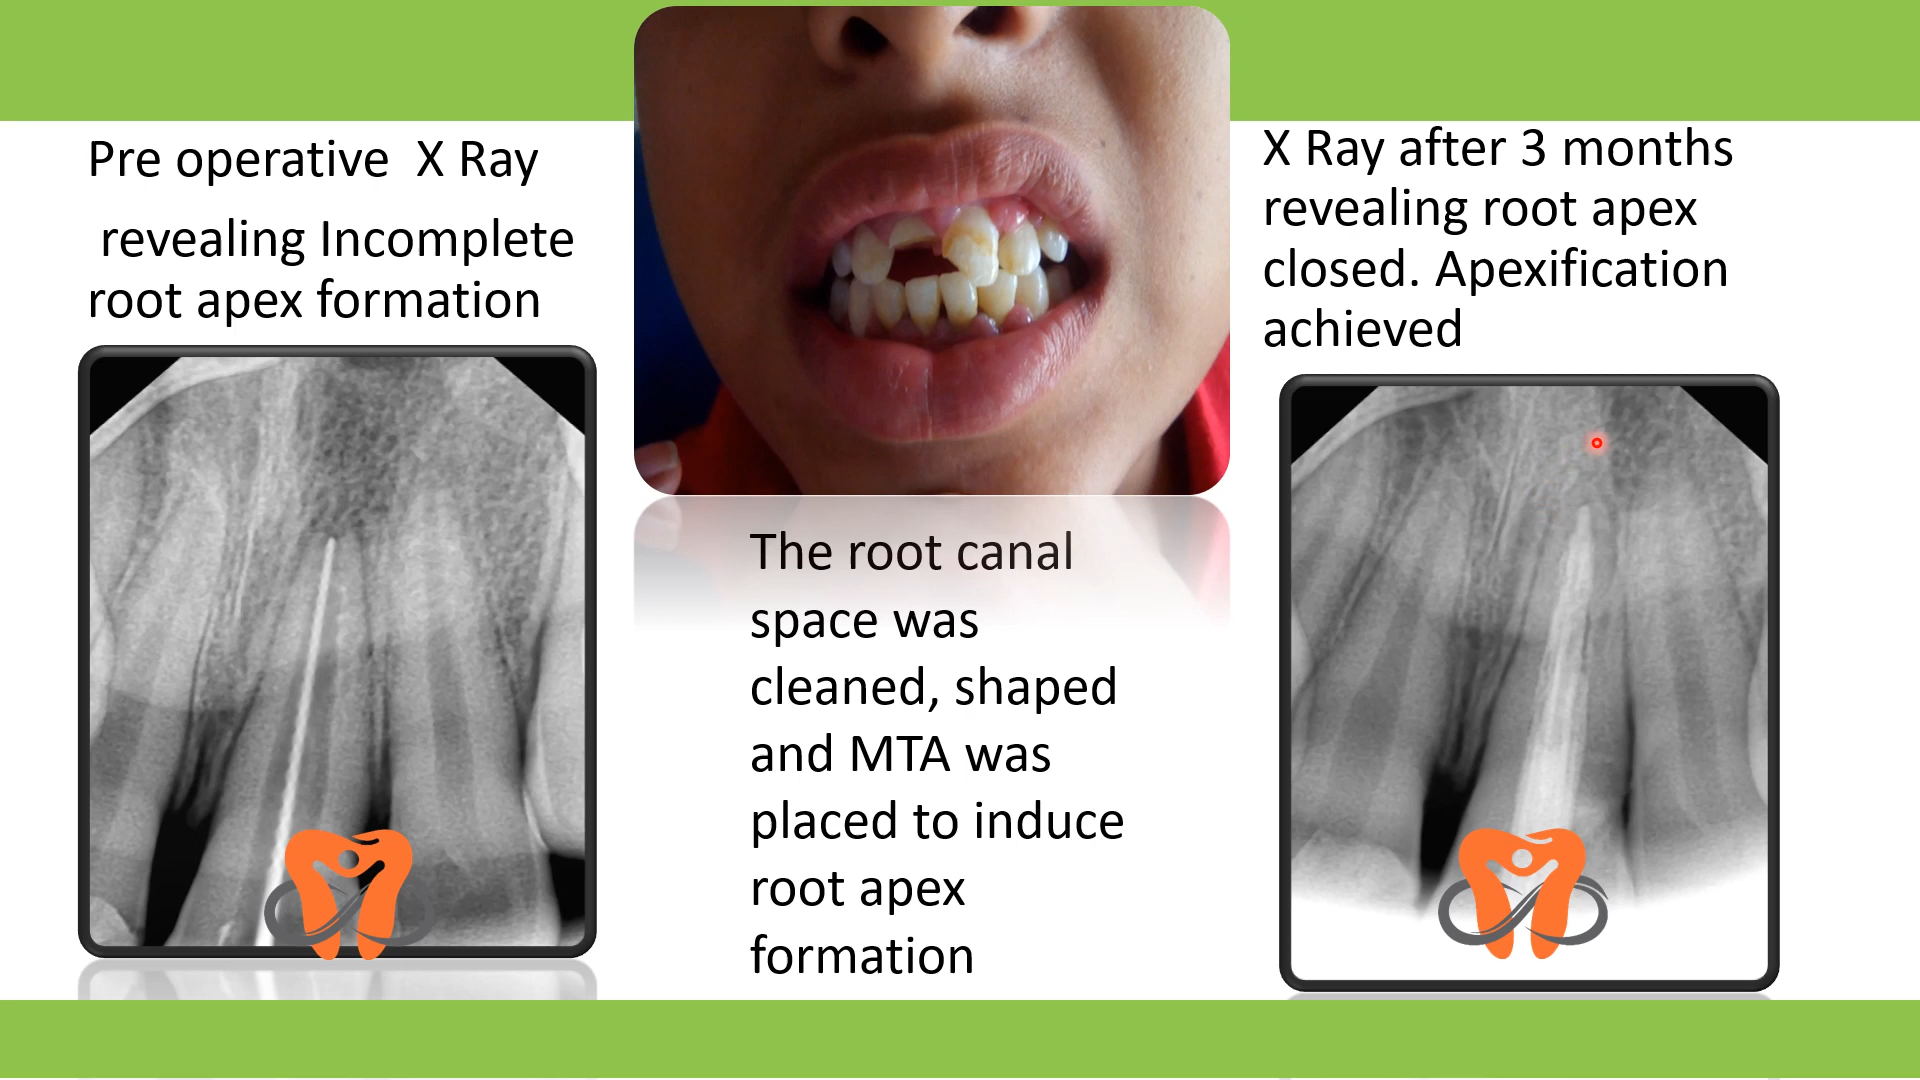 Pre operative  X Ray
revealing Incomplete
root apex formation
The root canal
space was
cleaned, shaped
and MTA was
placed to induce
root apex
formation
X Ray after 3 months
revealing root apex
closed. Apexification
achieved